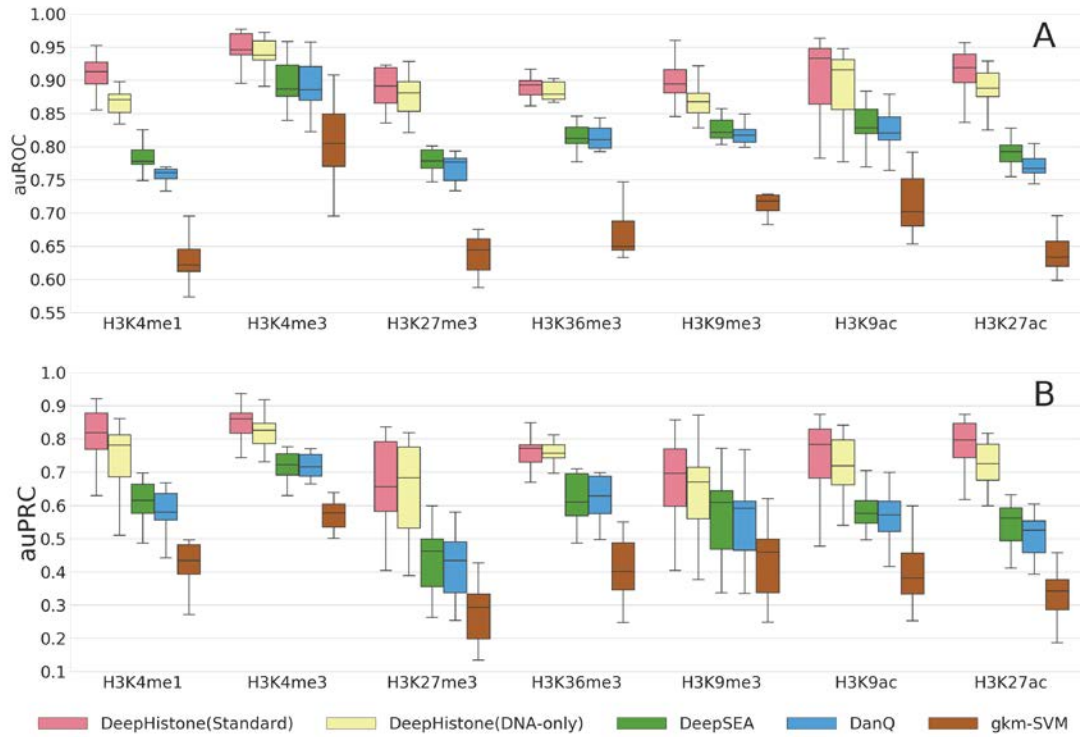 A
1.00
0.95
0.90
0.85
0.80
0.75
0.70
0.65
0.60
0.55
auROC
H3K4me1 H3K4me3 H3K27me3 H3K36me3 H3K9me3 H3K9ac H3K27ac
B
1.0
0.9
0.8
0.7
0.6
0.5
0.4
0.3
0.2
0.1
auPRC
H3K4me1 H3K4me3 H3K27me3 H3K36me3 H3K9me3 H3K9ac H3K27ac
DeepHistone(Standard) DeepHistone(DNA-only) DeepSEA DanQ gkm-SVM